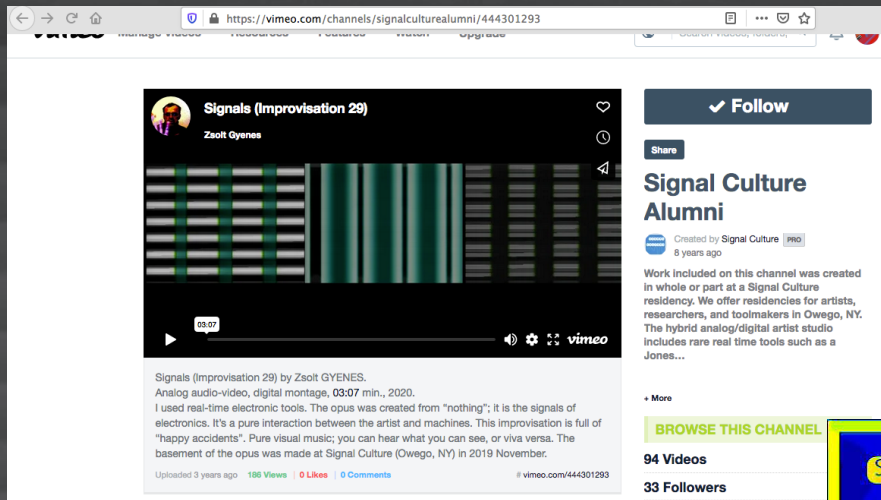 https://vimeo.com/channels/signalculturealumni/444301293
vimeo Manage Videos Resources Features Watch Upgrade Search videos, folders,
Signals (Improvisation 29)
Zsolt Gyenes
03:07
vimeo
Signals (Improvisation 29) by Zsolt GYENES.
Analog audio-video, digital montage, 03:07 min., 2020.
I used real-time electronic tools. The opus was created from “nothing”; it is the signals of
electronics. It's a pure interaction between the artist and machines. This improvisation is full of
“happy accidents”. Pure visual music; you can hear what you can see, or viva versa. The
basement of the opus was made at Signal Culture (Owego, NY) in 2019 November.
Uploaded 3 years ago 186 Views 0 Likes 0 Comments # vimeo.com/444301293
Follow
Share
Signal Culture
Alumni
Created by Signal Culture PRO
8 years ago
Work included on this channel was created
in whole or part at a Signal Culture
residency. We offer residencies for artists,
researchers, and toolmakers in Owego, NY.
The hybrid analog/digital artist studio
includes rare real time tools such as a
Jones...
+ More
BROWSE THIS CHANNEL
94 Videos
33 Followers
S